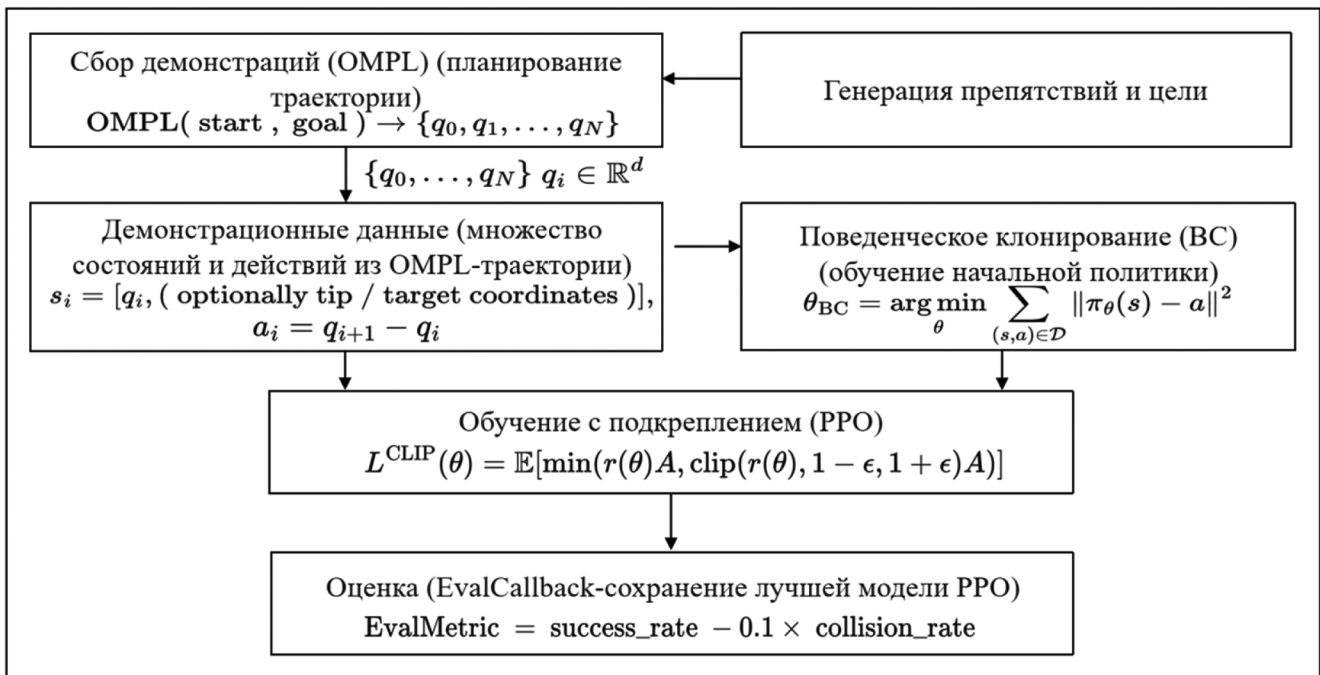 Сбор демонстраций (OMPL) (планирование
траектории)
OMPL( start , goal ) → {q₀, q₁, . . . , q_N}
Генерация препятствий и цели
{q₀, . . . , q_N} qᵢ ∈ ℝᵈ
Демонстрационные данные (множество
состояний и действий из OMPL-траектории)
sᵢ = [qᵢ, ( optionally tip / target coordinates )],
aᵢ = qᵢ₊₁ − qᵢ
Поведенческое клонирование (BC)
(обучение начальной политики)
θ_BC = arg min_θ ∑_(s,a)∈𝒟 ‖π_θ(s) − a‖²
Обучение с подкреплением (PPO)
L^CLIP(θ) = 𝔼[min(r(θ)A, clip(r(θ), 1 − ϵ, 1 + ϵ)A)]
Оценка (EvalCallback-сохранение лучшей модели PPO)
EvalMetric = success_rate − 0.1 × collision_rate